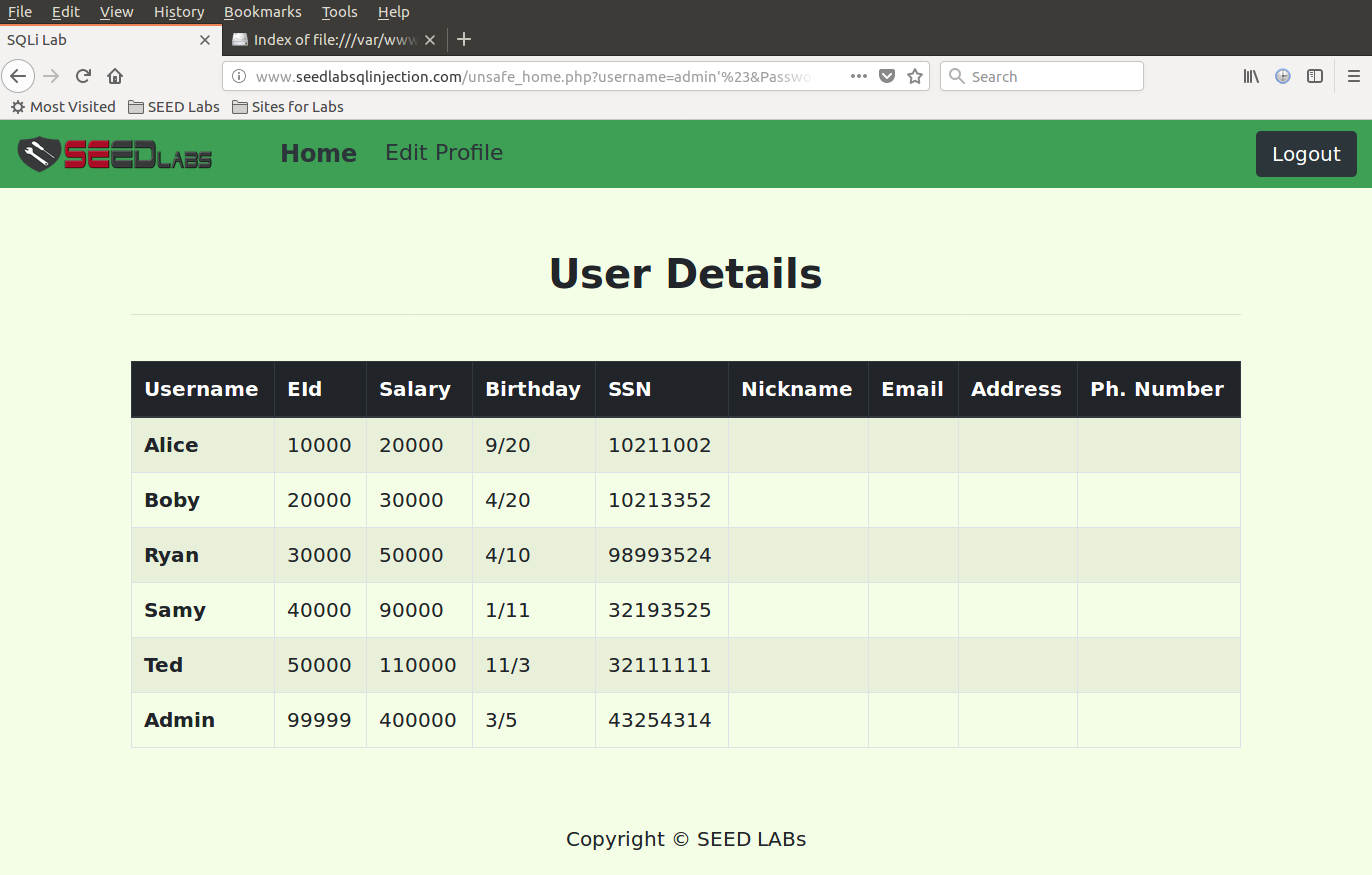 File Edit View History Bookmarks Tools Help
SQLi Lab Index of file:///var/www
www.seedlabsqlinjection.com/unsafe_home.php?username=admin'%23&Passwo Search
Most Visited SEED Labs Sites for Labs
SEEDLABS Home Edit Profile Logout
User Details
Username EId Salary Birthday SSN Nickname Email Address Ph. Number
Alice 10000 20000 9/20 10211002
Boby 20000 30000 4/20 10213352
Ryan 30000 50000 4/10 98993524
Samy 40000 90000 1/11 32193525
Ted 50000 110000 11/3 32111111
Admin 99999 400000 3/5 43254314
Copyright © SEED LABs